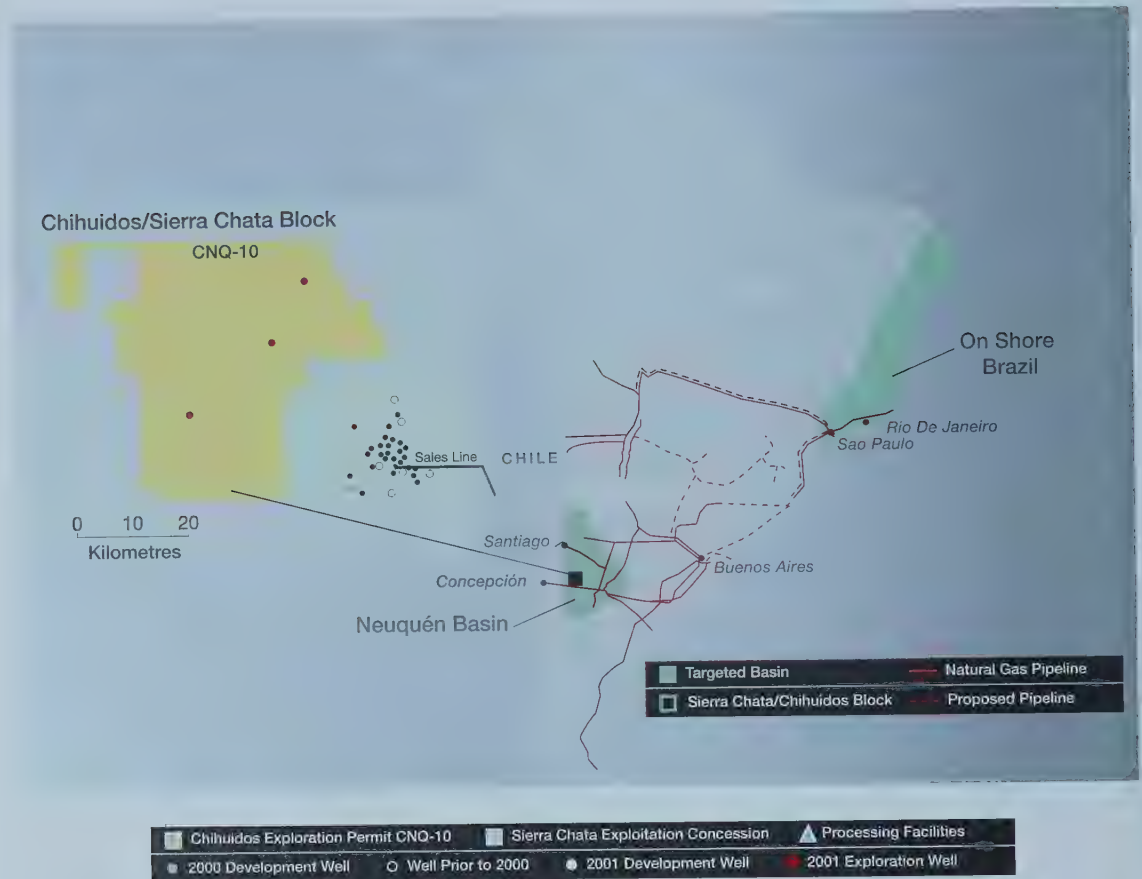 Chihuidos/Sierra Chata Block
CNQ-10
On Shore
Brazil
Rio De Janeiro
Sao Paulo
Sales Line
CHILE
0 10 20
Kilometres
Santiago
Concepción
Buenos Aires
Neuquén Basin
Targeted Basin
Natural Gas Pipeline
Sierra Chata/Chihuidos Block
Proposed Pipeline
Chihuidos Exploration Permit CNQ-10
Sierra Chata Exploitation Concession
Processing Facilities
2000 Development Well
Well Prior to 2000
2001 Development Well
2001 Exploration Well